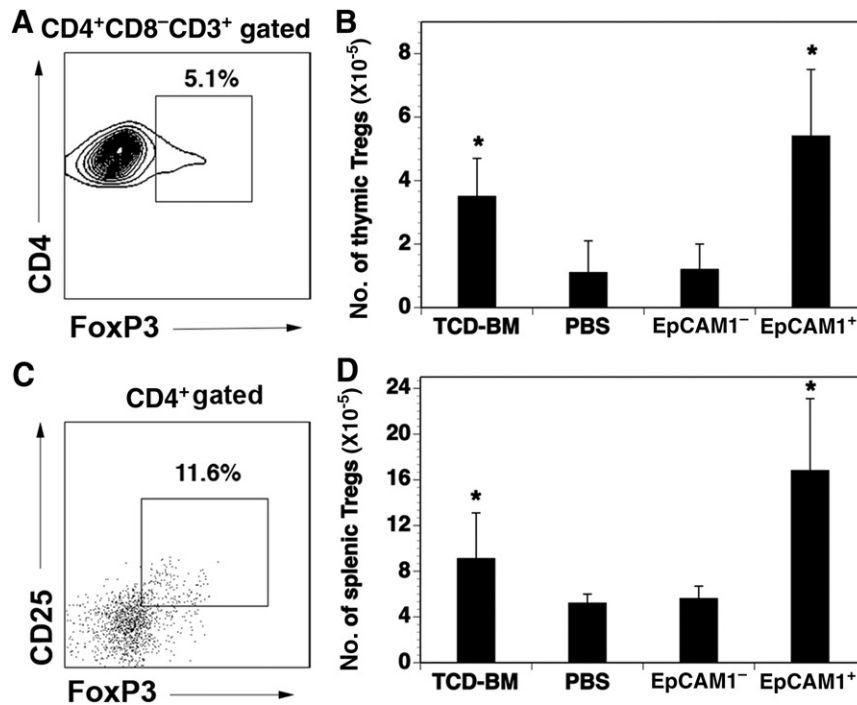 A
CD4⁺CD8⁻CD3⁺ gated
5.1%
CD4
FoxP3
B
No. of thymic Tregs (X10⁻⁵)
8
6
4
2
0
*
*
TCD-BM PBS EpCAM1⁻ EpCAM1⁺
C
CD4⁺ gated
11.6%
CD25
FoxP3
D
No. of splenic Tregs (X10⁻⁵)
24
20
16
12
8
4
0
*
*
TCD-BM PBS EpCAM1⁻ EpCAM1⁺